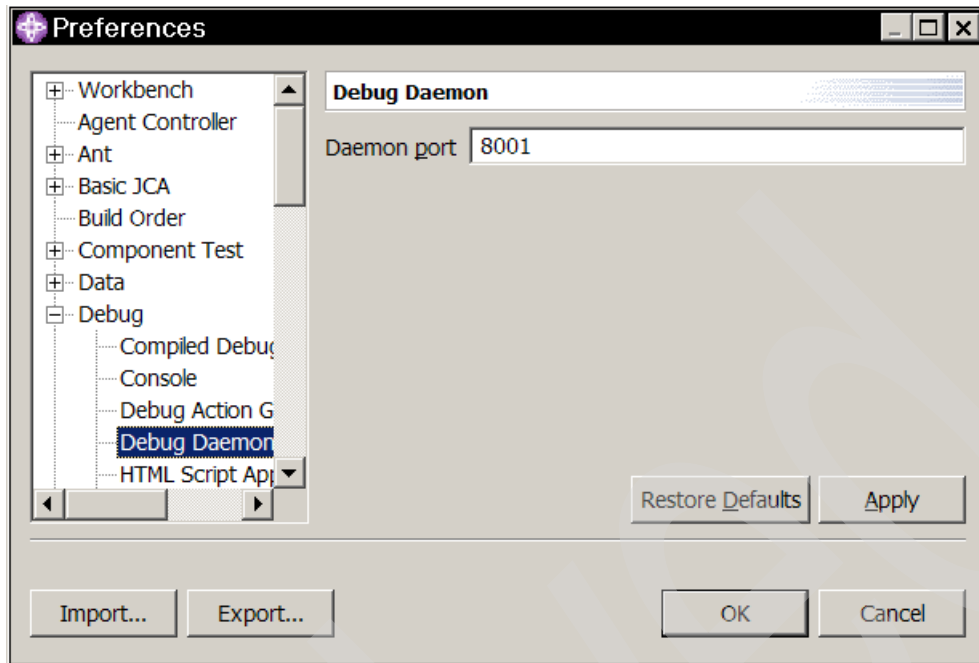 Preferences
Workbench
Agent Controller
Ant
Basic JCA
Build Order
Component Test
Data
Debug
Compiled Debug
Console
Debug Action G
Debug Daemon
HTML Script App
Debug Daemon
Daemon port 8001
Restore Defaults Apply
Import... Export... OK Cancel